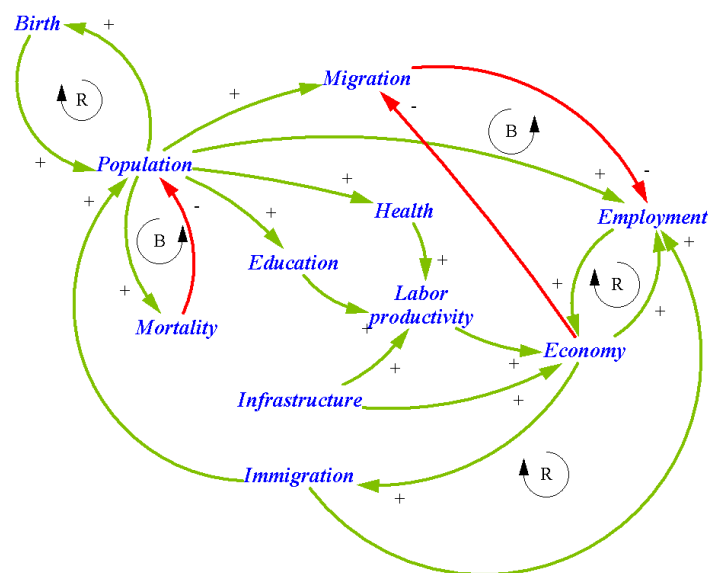 Birth
+
R
+
Migration
+
-
B
+
Population
+
+
-
+
+
Health
Employment
+
-
B
+
Education
+
+
R
Labor
productivity
+
Mortality
+
+
+
Economy
+
Infrastructure
+
Immigration
R
+